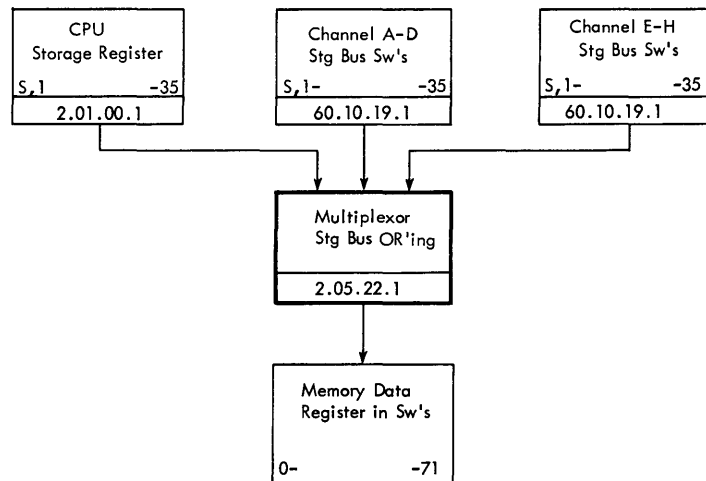 CPU
Storage Register
S,1 -35
2.01.00.1
Channel A-D
Stg Bus Sw's
S,1- -35
60.10.19.1
Channel E-H
Stg Bus Sw's
S,1- -35
60.10.19.1
Multiplexor
Stg Bus OR'ing
2.05.22.1
Memory Data
Register in Sw's
0- -71